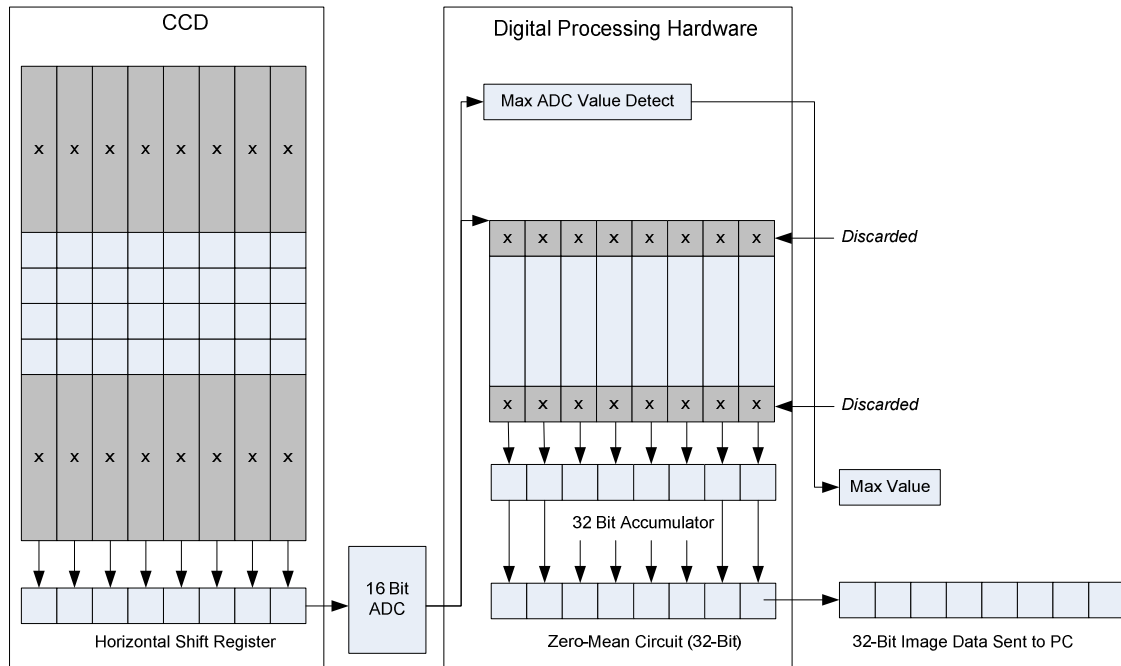 CCD
Digital Processing Hardware
Max ADC Value Detect
x x x x x x x x
x x x x x x x x
Discarded
x x x x x x x x
Discarded
x x x x x x x x
Max Value
32 Bit Accumulator
16 Bit
ADC
Horizontal Shift Register
Zero-Mean Circuit (32-Bit)
32-Bit Image Data Sent to PC